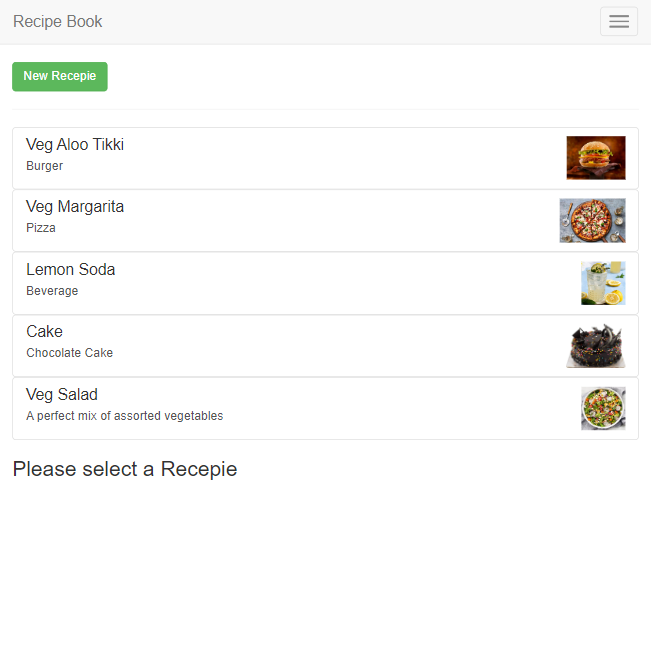 Recipe Book
New Recepie
Veg Aloo Tikki
Burger
Veg Margarita
Pizza
Lemon Soda
Beverage
Cake
Chocolate Cake
Veg Salad
A perfect mix of assorted vegetables
Please select a Recepie